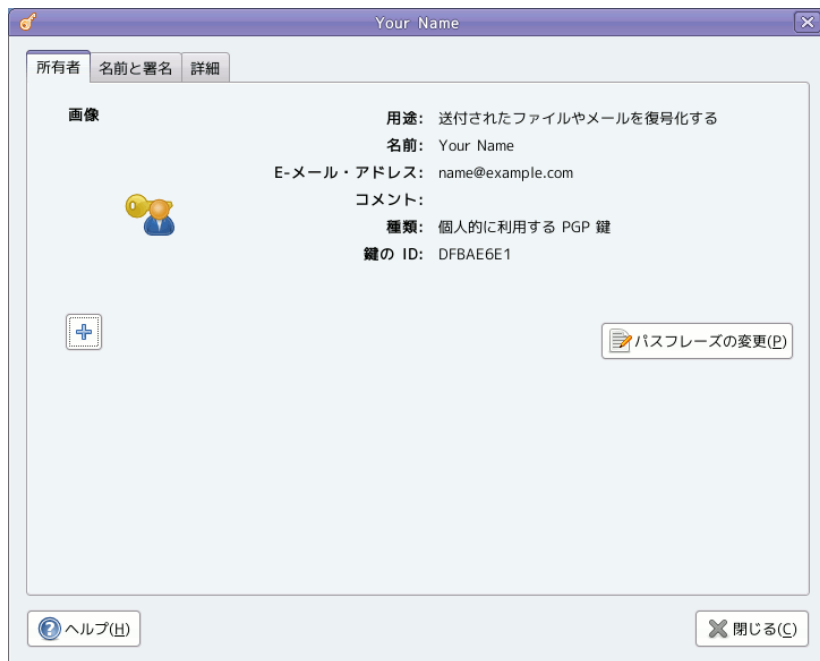 Your Name
所有者 名前と署名 詳細
画像
用途: 送付されたファイルやメールを復号化する
名前: Your Name
E-メール・アドレス: name@example.com
コメント:
種類: 個人的に利用する PGP 鍵
鍵の ID: DFBAE6E1
パスフレーズの変更(P)
ヘルプ(H)
閉じる(C)